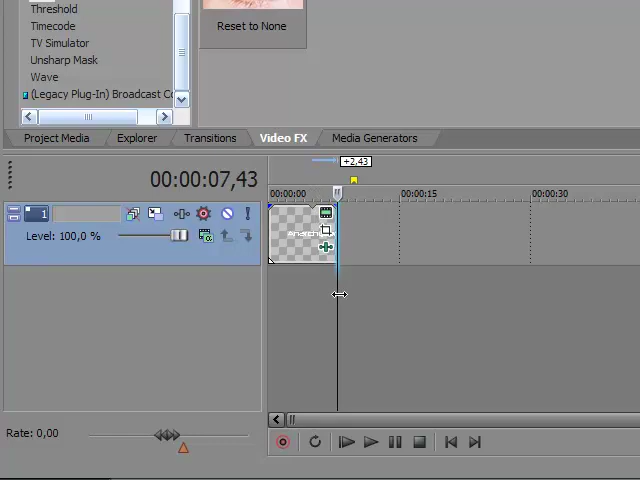 Threshold
Timecode
TV Simulator
Unsharp Mask
Wave
(Legacy Plug-In) Broadcast Co
Reset to None
Project Media
Explorer
Transitions
Video FX
Media Generators
+2,43
00:00:07,43
00:00:00
00:00:15
00:00:30
1
Level: 100,0 %
Rate: 0,00